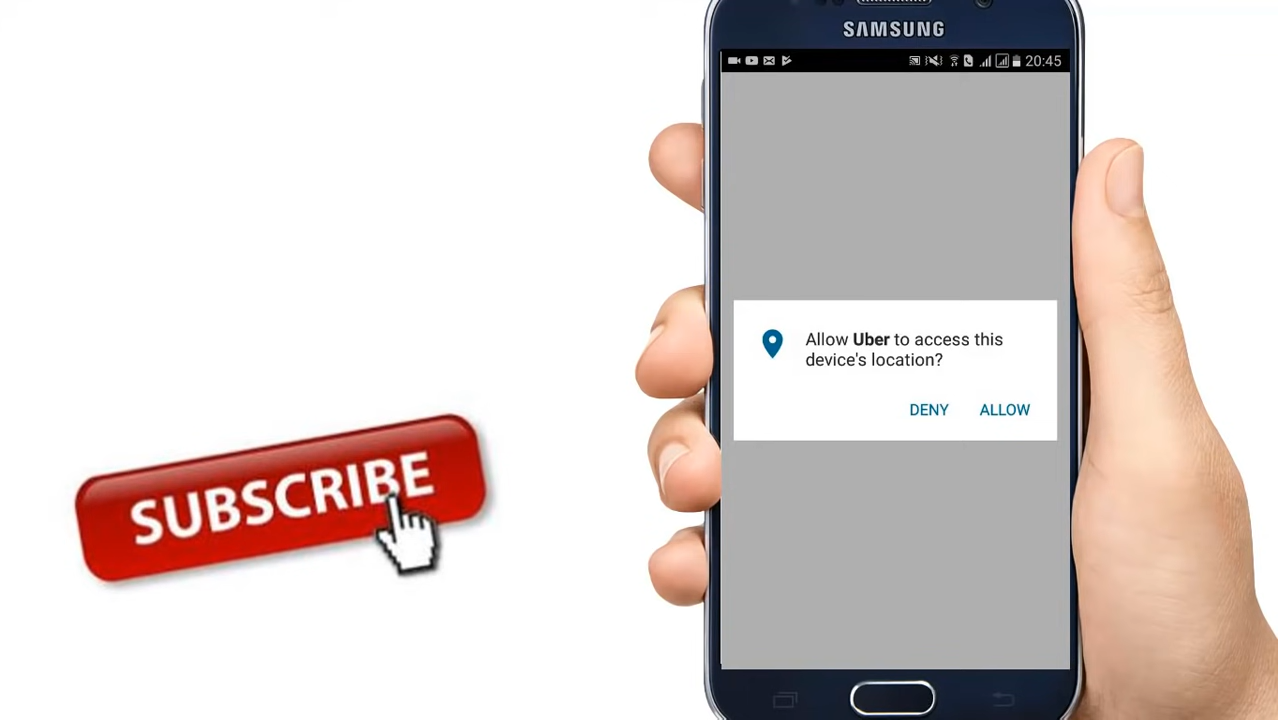 SAMSUNG
20:45
Allow Uber to access this
device's location?
DENY ALLOW
SUBSCRIBE